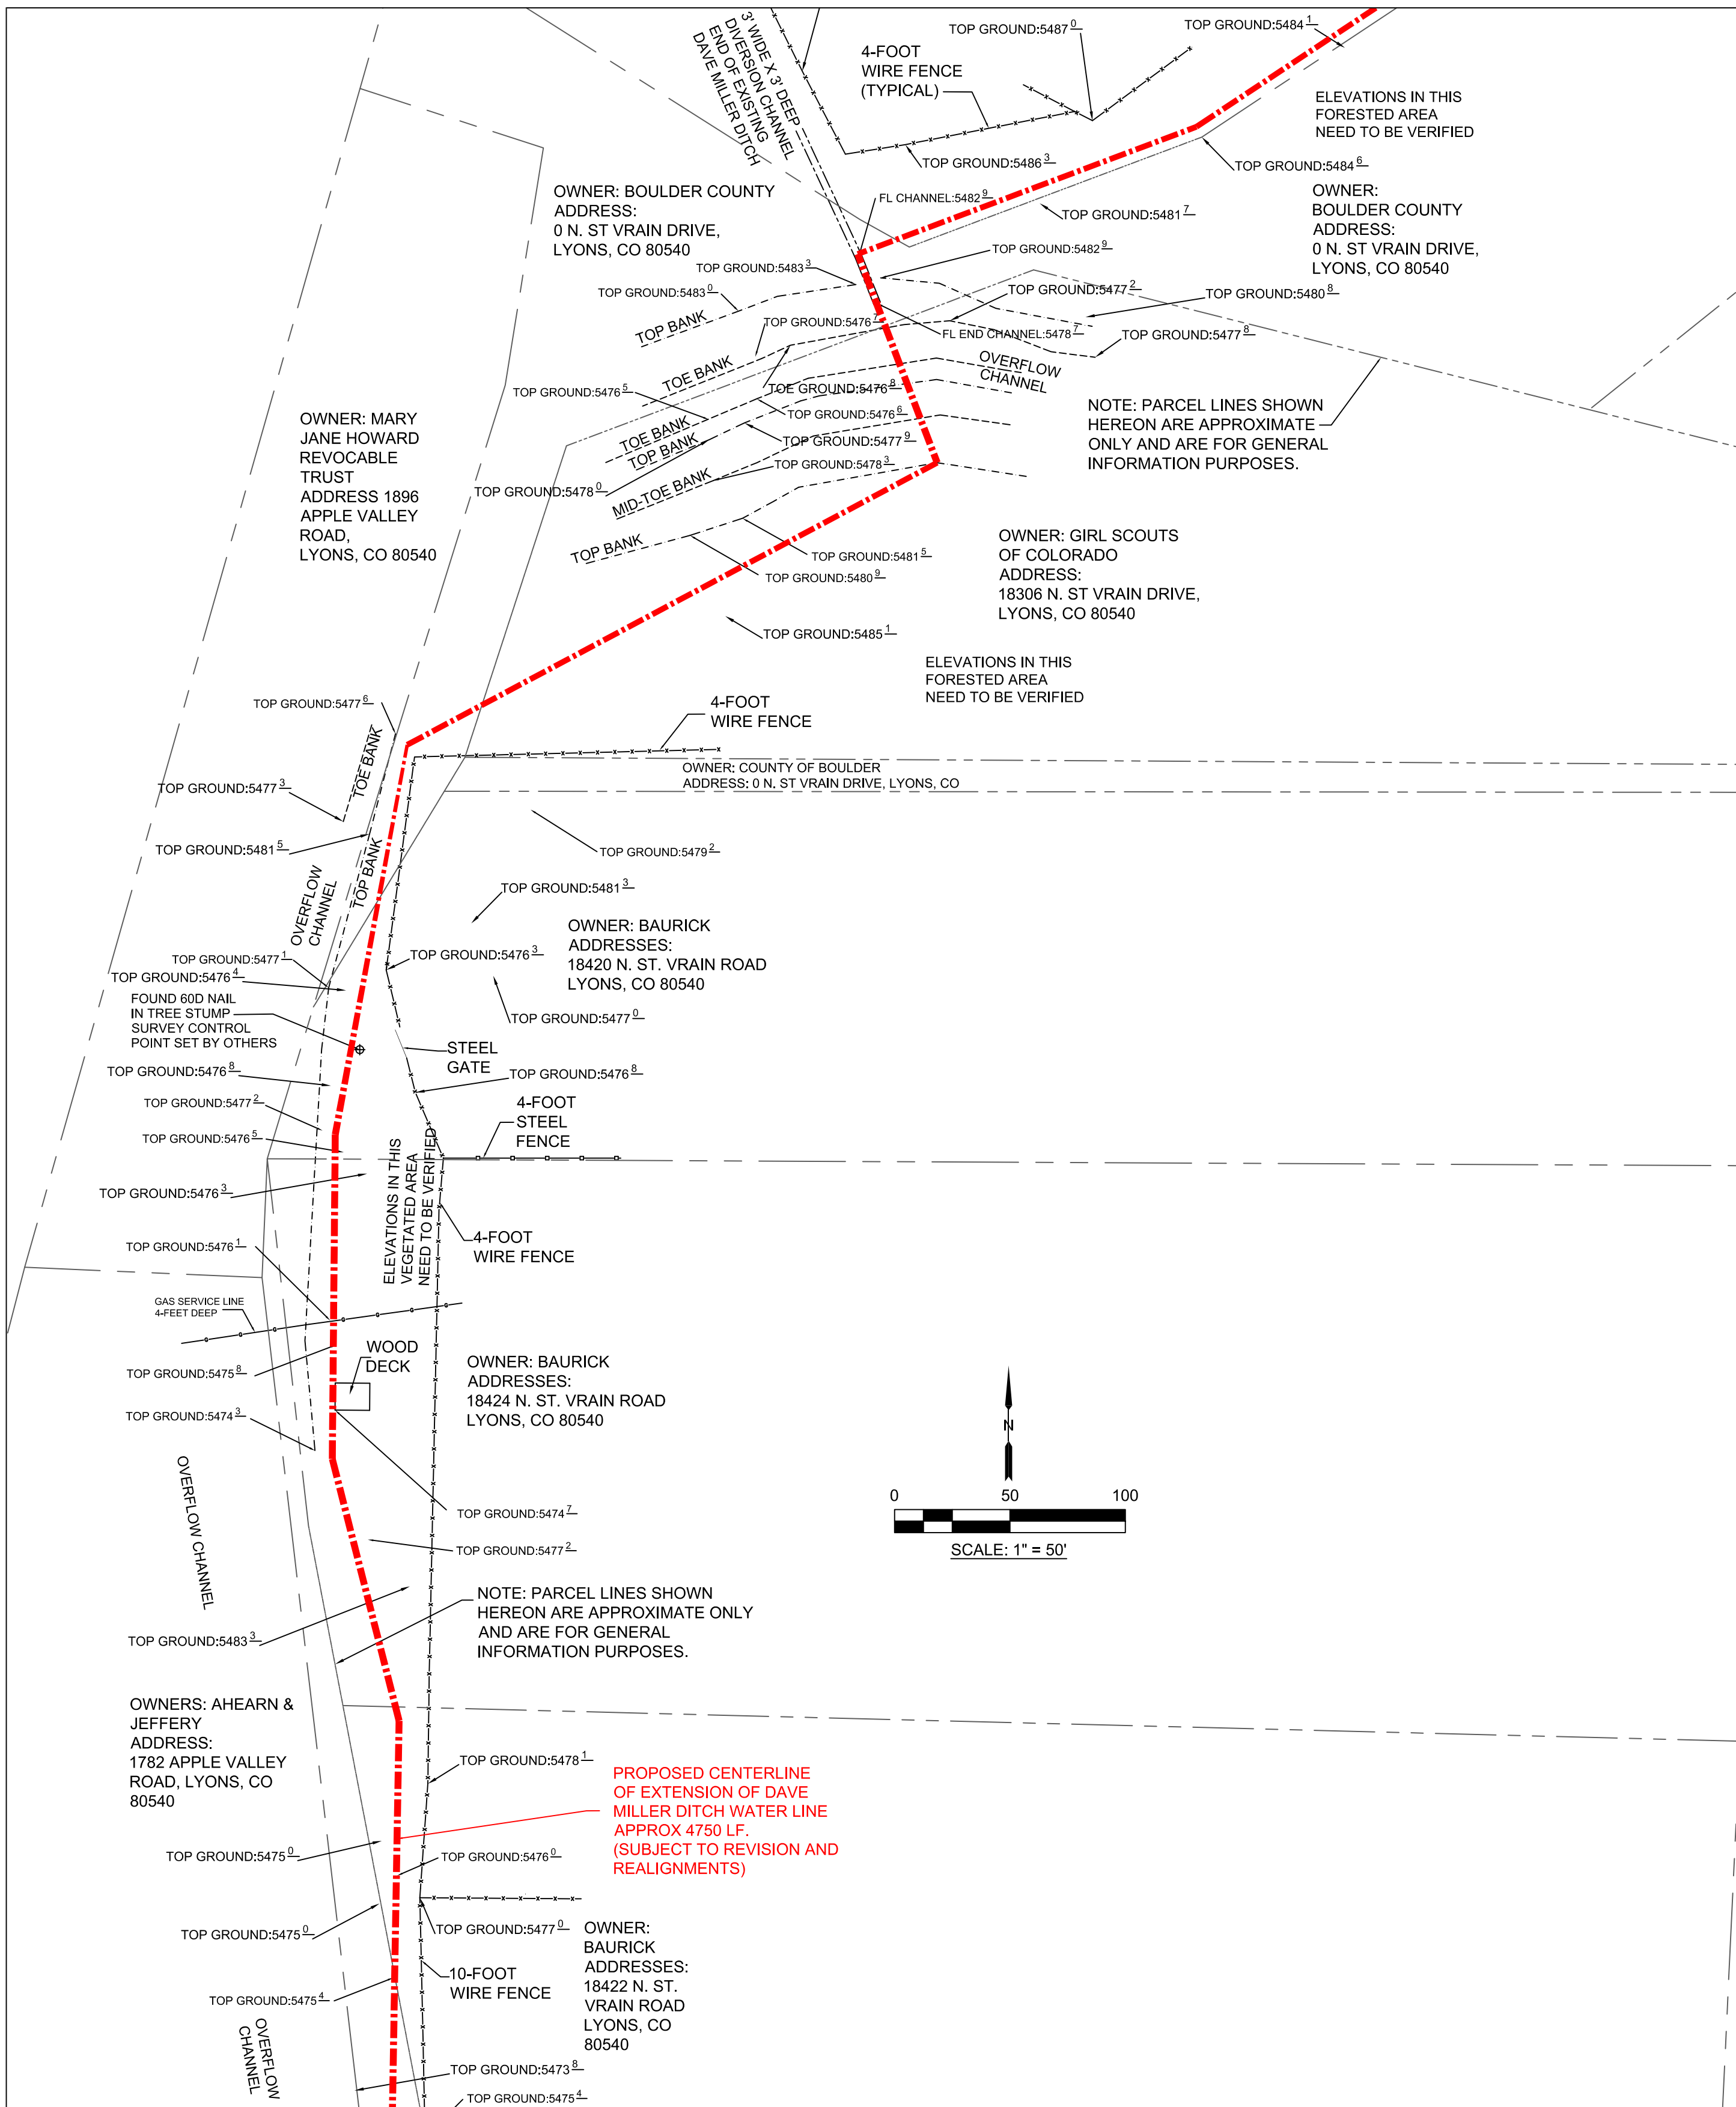 3' WIDE X 3' DEEP
DIVERSION CHANNEL
END OF EXISTING
DAVE MILLER DITCH
4-FOOT
WIRE FENCE
(TYPICAL)
TOP GROUND:5487 0
TOP GROUND:5484 1
ELEVATIONS IN THIS
FORESTED AREA
NEED TO BE VERIFIED
TOP GROUND:5486 3
TOP GROUND:5484 6
OWNER: BOULDER COUNTY
ADDRESS:
0 N. ST VRAIN DRIVE,
LYONS, CO 80540
FL CHANNEL:5482 9
TOP GROUND:5481 7
OWNER:
BOULDER COUNTY
ADDRESS:
0 N. ST VRAIN DRIVE,
LYONS, CO 80540
TOP GROUND:5482 9
TOP GROUND:5483 3
TOP GROUND:5483 0
TOP GROUND:5477 2
TOP GROUND:5480 8
TOP BANK
TOP GROUND:5476 7
FL END CHANNEL:5478 7
TOP GROUND:5477 8
TOE BANK
OVERFLOW
CHANNEL
TOP GROUND:5476 5
TOE GROUND:5476 8
TOP GROUND:5476 6
NOTE: PARCEL LINES SHOWN
HEREON ARE APPROXIMATE
ONLY AND ARE FOR GENERAL
INFORMATION PURPOSES.
OWNER: MARY
JANE HOWARD
REVOCABLE
TRUST
ADDRESS 1896
APPLE VALLEY
ROAD,
LYONS, CO 80540
TOE BANK
TOP BANK
TOP GROUND:5477 9
TOP GROUND:5478 3
TOP GROUND:5478 0
MID-TOE BANK
TOP BANK
TOP GROUND:5481 5
TOP GROUND:5480 9
OWNER: GIRL SCOUTS
OF COLORADO
ADDRESS:
18306 N. ST VRAIN DRIVE,
LYONS, CO 80540
TOP GROUND:5485 1
ELEVATIONS IN THIS
FORESTED AREA
NEED TO BE VERIFIED
TOP GROUND:5477 6
4-FOOT
WIRE FENCE
TOE BANK
OWNER: COUNTY OF BOULDER
ADDRESS: 0 N. ST VRAIN DRIVE, LYONS, CO
TOP GROUND:5477 3
TOP GROUND:5481 5
TOP BANK
TOP GROUND:5479 2
OVERFLOW
CHANNEL
TOP GROUND:5481 3
OWNER: BAURICK
ADDRESSES:
18420 N. ST. VRAIN ROAD
LYONS, CO 80540
TOP GROUND:5476 3
TOP GROUND:5477 1
TOP GROUND:5476 4
FOUND 60D NAIL
IN TREE STUMP
SURVEY CONTROL
POINT SET BY OTHERS
TOP GROUND:5477 0
STEEL
GATE
TOP GROUND:5476 8
TOP GROUND:5476 8
TOP GROUND:5477 2
4-FOOT
STEEL
FENCE
TOP GROUND:5476 5
ELEVATIONS IN THIS
VEGETATED AREA
NEED TO BE VERIFIED
TOP GROUND:5476 3
4-FOOT
WIRE FENCE
TOP GROUND:5476 1
GAS SERVICE LINE
4-FEET DEEP
G G G G G G G G
WOOD
DECK
TOP GROUND:5475 8
OWNER: BAURICK
ADDRESSES:
18424 N. ST. VRAIN ROAD
LYONS, CO 80540
TOP GROUND:5474 3
N
OVERFLOW CHANNEL
TOP GROUND:5474 7
0 50 100
SCALE: 1" = 50'
TOP GROUND:5477 2
NOTE: PARCEL LINES SHOWN
HEREON ARE APPROXIMATE ONLY
AND ARE FOR GENERAL
INFORMATION PURPOSES.
TOP GROUND:5483 3
OWNERS: AHEARN &
JEFFERY
ADDRESS:
1782 APPLE VALLEY
ROAD, LYONS, CO
80540
TOP GROUND:5478 1
PROPOSED CENTERLINE
OF EXTENSION OF DAVE
MILLER DITCH WATER LINE
APPROX 4750 LF.
(SUBJECT TO REVISION AND
REALIGNMENTS)
TOP GROUND:5475 0
TOP GROUND:5476 0
TOP GROUND:5475 0
TOP GROUND:5477 0
OWNER:
BAURICK
ADDRESSES:
18422 N. ST.
VRAIN ROAD
LYONS, CO
80540
10-FOOT
WIRE FENCE
TOP GROUND:5475 4
OVERFLOW
CHANNEL
TOP GROUND:5473 8
TOP GROUND:5475 4